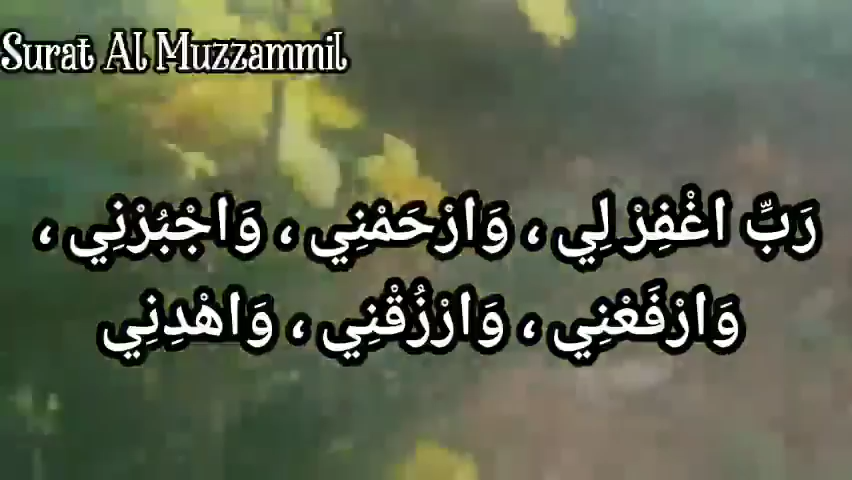 Surat Al Muzzammil
رَبِّ اغْفِرْ لِي ، وَارْحَمْنِي ، وَاجْبُرْنِي ،
وَارْفَعْنِي ، وَارْزُقْنِي ، وَاهْدِنِي